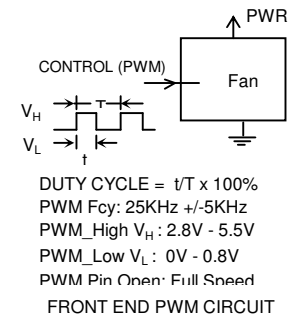 PWR
CONTROL (PWM)
Fan
T
VH
VL
t
DUTY CYCLE = t/T x 100%
PWM Fcy: 25KHz +/-5KHz
PWM_High VH : 2.8V - 5.5V
PWM_Low VL : 0V - 0.8V
PWM Pin Open: Full Speed
FRONT END PWM CIRCUIT